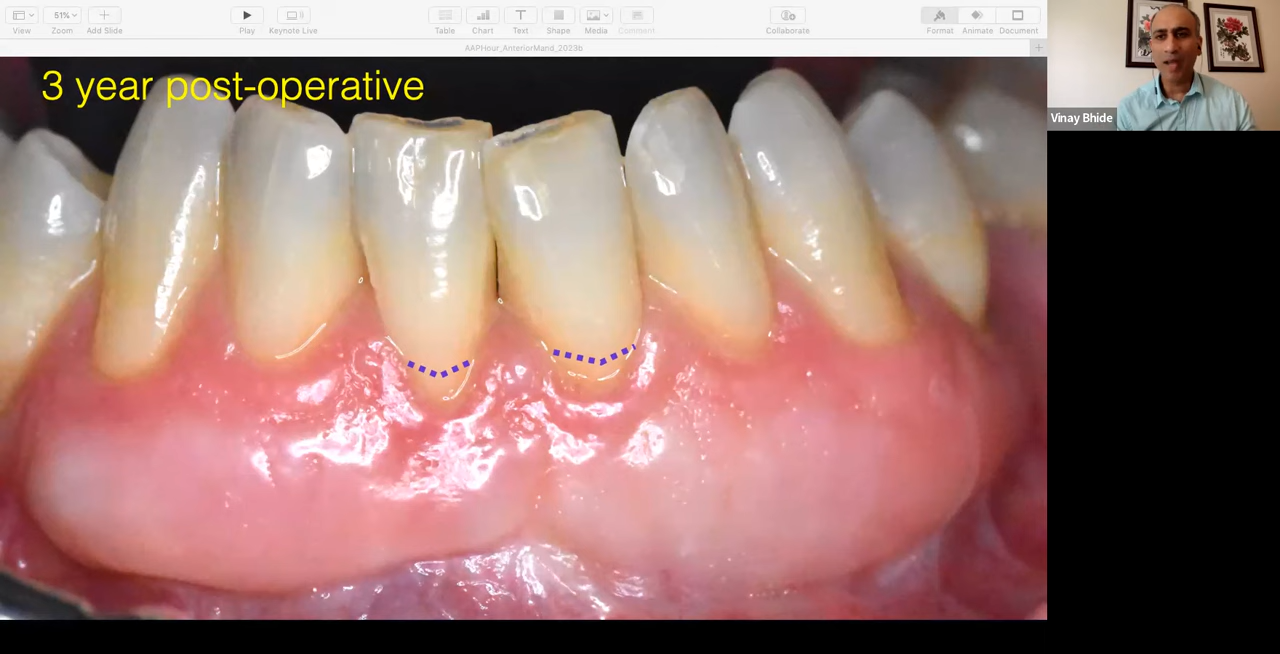 51%
View
Zoom
Add Slide
Play
Keynote Live
Table
Chart
Text
Shape
Media
Comment
Collaborate
Format
Animate
Document
AAPHour_AnteriorMand_2023b
3 year post-operative
Vinay Bhide